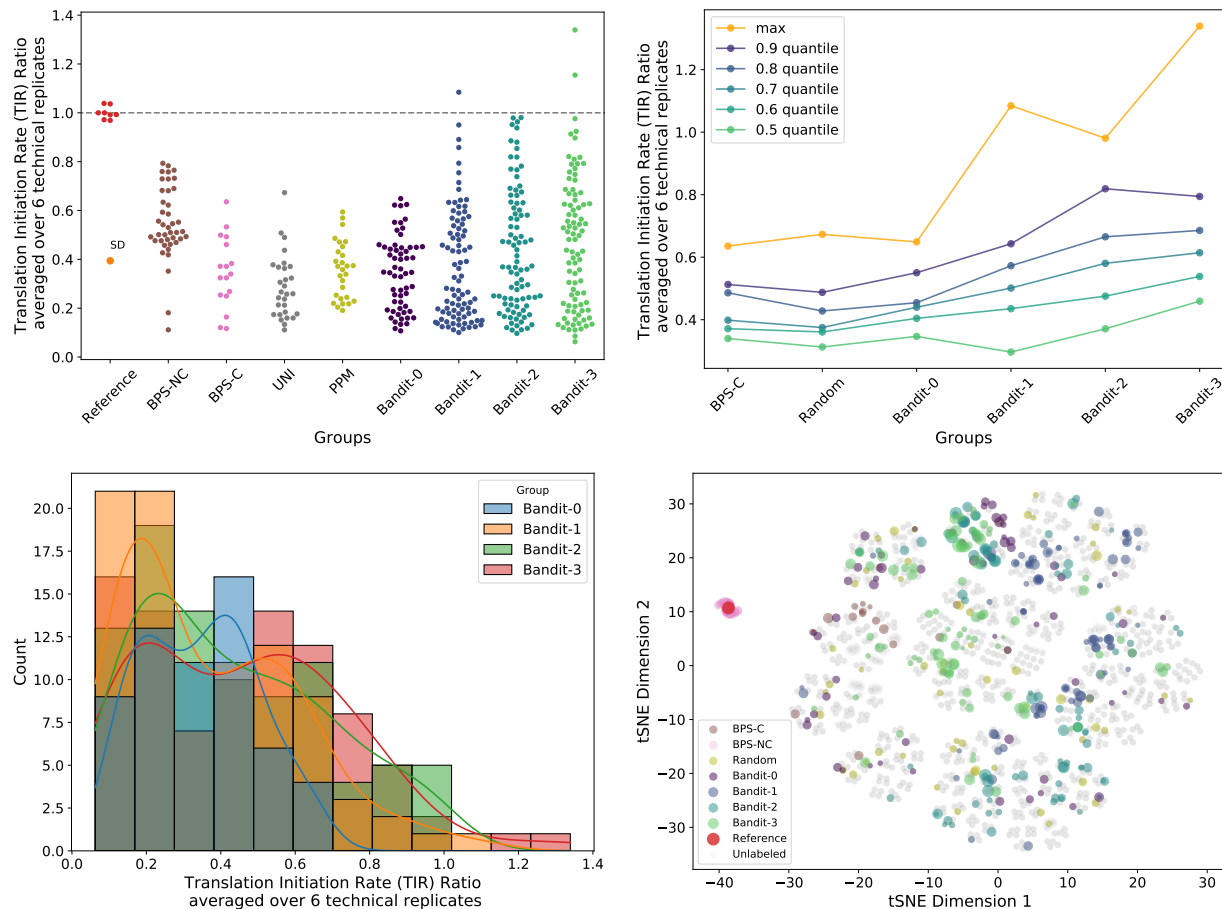 Translation Initiation Rate (TIR) Ratio
averaged over 6 technical replicates
1.4
1.2
1.0
0.8
0.6
0.4
0.2
0.0
SD
Reference
BPS-NC
BPS-C
UNI
PPM
Bandit-0
Bandit-1
Bandit-2
Bandit-3
Groups
Translation Initiation Rate (TIR) Ratio
averaged over 6 technical replicates
1.2
1.0
0.8
0.6
0.4
max
0.9 quantile
0.8 quantile
0.7 quantile
0.6 quantile
0.5 quantile
BPS-C
Random
Bandit-0
Bandit-1
Bandit-2
Bandit-3
Groups
Count
20.0
17.5
15.0
12.5
10.0
7.5
5.0
2.5
0.0
Group
Bandit-0
Bandit-1
Bandit-2
Bandit-3
0.0 0.2 0.4 0.6 0.8 1.0 1.2 1.4
Translation Initiation Rate (TIR) Ratio
averaged over 6 technical replicates
tSNE Dimension 2
30
20
10
0
−10
−20
−30
BPS-C
BPS-NC
Random
Bandit-0
Bandit-1
Bandit-2
Bandit-3
Reference
Unlabeled
−40 −30 −20 −10 0 10 20 30
tSNE Dimension 1